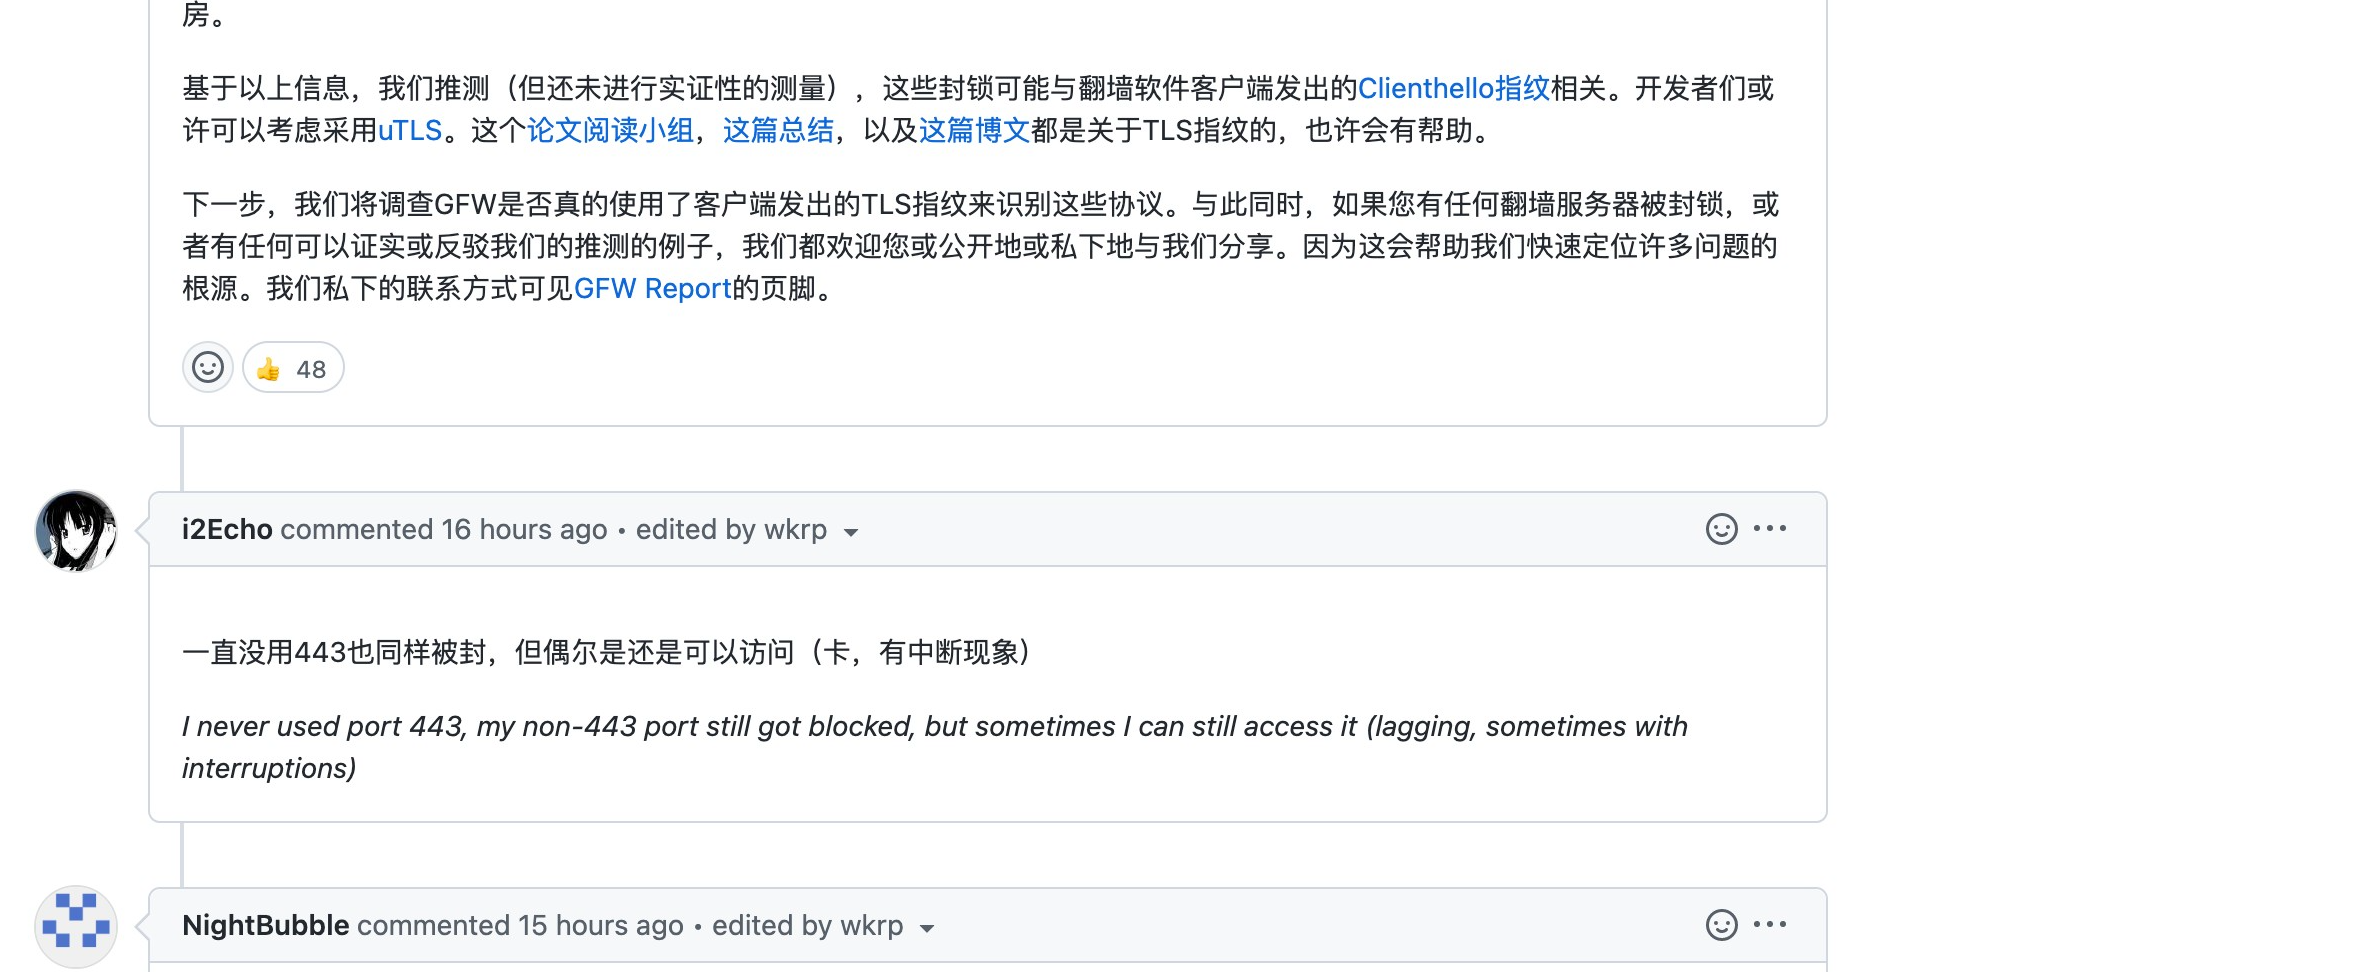 房。
基于以上信息，我们推测（但还未进行实证性的测量），这些封锁可能与翻墙软件客户端发出的Clienthello指纹相关。开发者们或
许可以考虑采用uTLS。这个论文阅读小组，这篇总结，以及这篇博文都是关于TLS指纹的，也许会有帮助。
下一步，我们将调查GFW是否真的使用了客户端发出的TLS指纹来识别这些协议。与此同时，如果您有任何翻墙服务器被封锁，或
者有任何可以证实或反驳我们的推测的例子，我们都欢迎您或公开地或私下地与我们分享。因为这会帮助我们快速定位许多问题的
根源。我们私下的联系方式可见GFW Report的页脚。
👍 48
i2Echo commented 16 hours ago • edited by wkrp
一直没用443也同样被封，但偶尔是还是可以访问（卡，有中断现象）
I never used port 443, my non-443 port still got blocked, but sometimes I can still access it (lagging, sometimes with
interruptions)
NightBubble commented 15 hours ago • edited by wkrp